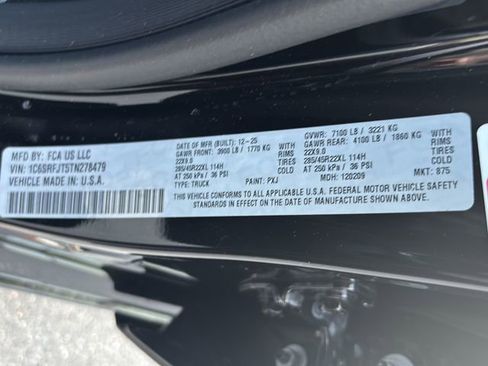 MFD BY: FCA US LLC
VIN: 1C6SRFJT5TN278479
VEHICLE MADE IN U.S.A.
DATE OF MFR (BUILT): 12-25
GAWR FRONT: 3900 LB / 1770 KG
22X9.0 RIMS
285/45R22XL 114H TIRES
AT 250 kPa / 36 PSI COLD
TYPE: TRUCK PAINT: PXJ
GVWR: 7100 LB / 3221 KG
GAWR REAR: 4100 LB / 1860 KG
22X9.0 RIMS
285/45R22XL 114H TIRES
AT 250 kPa / 36 PSI COLD
MDH: 120209 MKT: 875
THIS VEHICLE CONFORMS TO ALL APPLICABLE U.S.A. FEDERAL MOTOR VEHICLE SAFETY
STANDARDS IN EFFECT ON THE DATE OF MANUFACTURE SHOWN ABOVE.